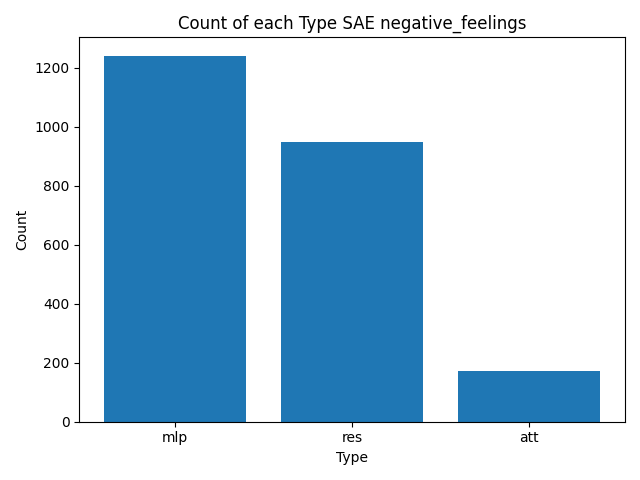 Count of each Type SAE negative_feelings
1200
1000
800
600
400
200
0
Count
mlp
res
att
Type